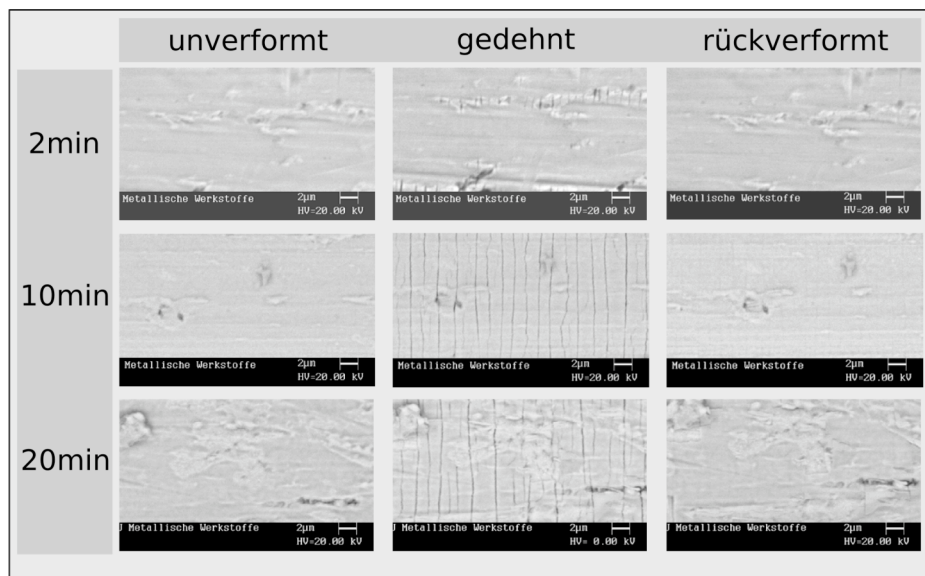 unverformt gedehnt rückverformt
2min
Metallische Werkstoffe 2µm
HV=20.00 kV
Metallische Werkstoffe 2µm
HV=20.00 kV
Metallische Werkstoffe 2µm
HV=20.00 kV
10min
Metallische Werkstoffe 2µm
HV=20.00 kV
Metallische Werkstoffe 2µm
HV=20.00 kV
Metallische Werkstoffe 2µm
HV=20.00 kV
20min
J Metallische Werkstoffe 2µm
HV=20.00 kV
J Metallische Werkstoffe 2µm
HV= 0.00 kV
J Metallische Werkstoffe 2µm
HV=20.00 kV